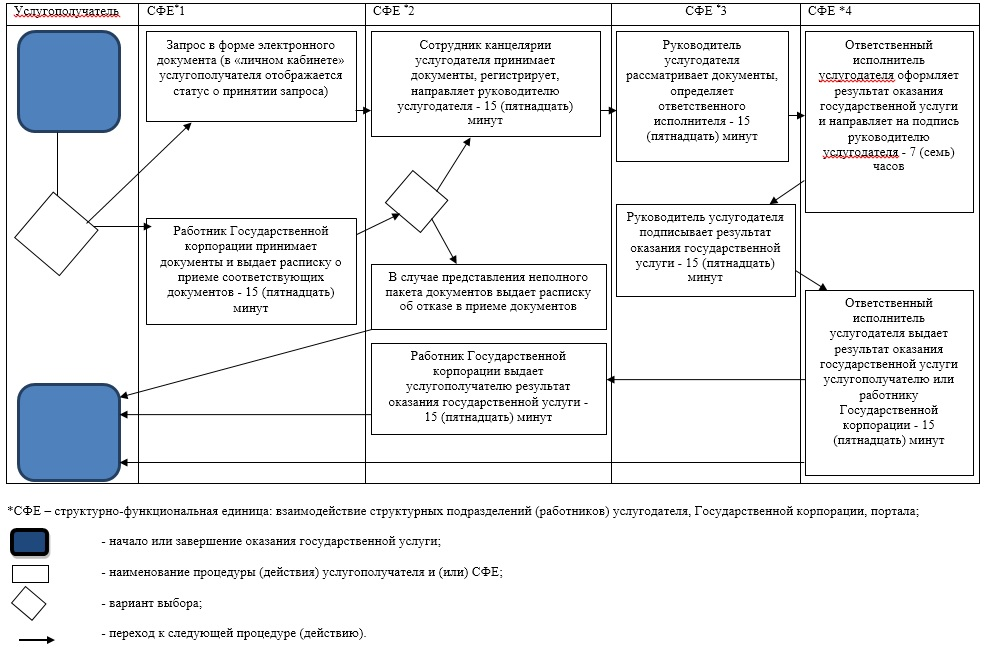 Услугополучатель
СФЕ*1
СФЕ *2
СФЕ *3
СФЕ *4
Запрос в форме электронного
документа (в «личном кабинете»
услугополучателя отображается
статус о принятии запроса)
Сотрудник канцелярии
услугодателя принимает
документы, регистрирует,
направляет руководителю
услугодателя - 15 (пятнадцать)
минут
Руководитель
услугодателя
рассматривает документы,
определяет
ответственного
исполнителя - 15
(пятнадцать) минут
Ответственный
исполнитель
услугодателя оформляет
результат оказания
государственной услуги
и направляет на подпись
руководителю
услугодателя - 7 (семь)
часов
Работник Государственной
корпорации принимает
документы и выдает расписку о
приеме соответствующих
документов - 15 (пятнадцать)
минут
Руководитель услугодателя
подписывает результат
оказания государственной
услуги - 15 (пятнадцать)
минут
В случае представления неполного
пакета документов выдает расписку
об отказе в приеме документов
Ответственный
исполнитель
услугодателя выдает
результат оказания
государственной услуги
услугополучателю или
работнику
Государственной
корпорации - 15
(пятнадцать) минут
Работник Государственной
корпорации выдает
услугополучателю результат
оказания государственной услуги -
15 (пятнадцать) минут
*СФЕ – структурно-функциональная единица: взаимодействие структурных подразделений (работников) услугодателя, Государственной корпорации, портала;
- начало или завершение оказания государственной услуги;
- наименование процедуры (действия) услугополучателя и (или) СФЕ;
- вариант выбора;
- переход к следующей процедуре (действию).